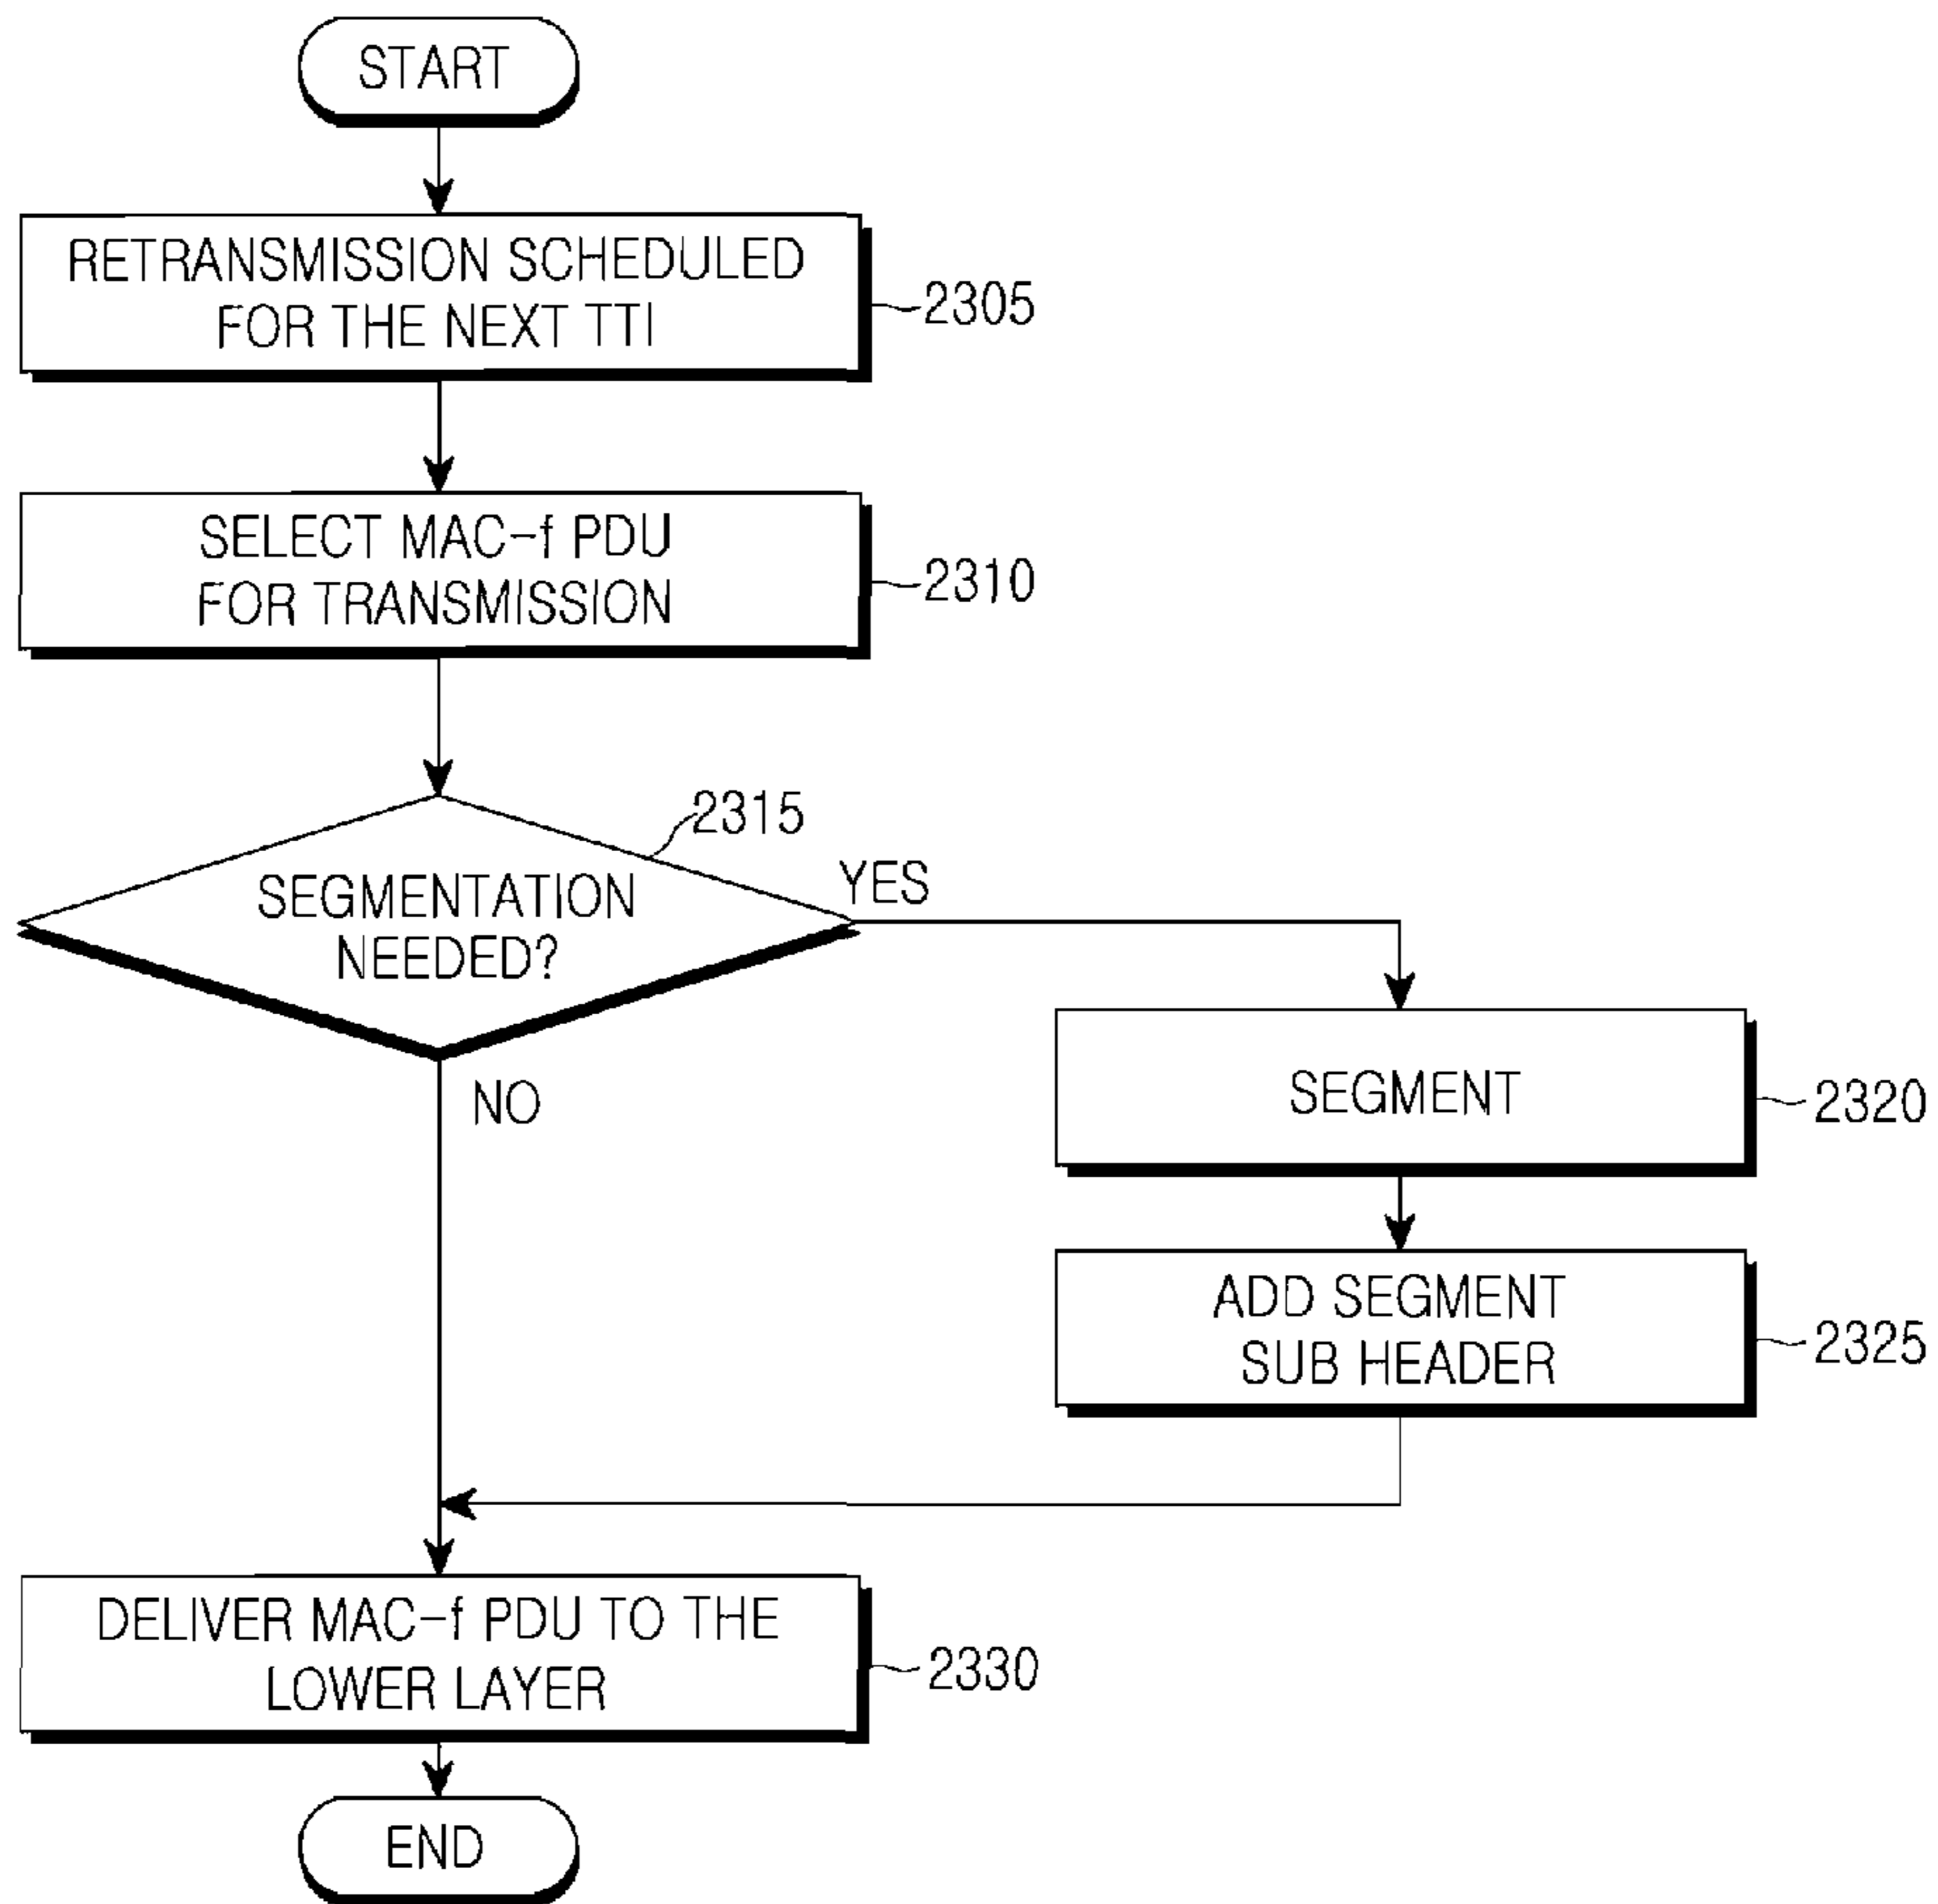 START
RETRANSMISSION SCHEDULED
FOR THE NEXT TTI
2305
SELECT MAC-f PDU
FOR TRANSMISSION
2310
2315
SEGMENTATION
NEEDED?
YES
NO
SEGMENT
2320
ADD SEGMENT
SUB HEADER
2325
DELIVER MAC-f PDU TO THE
LOWER LAYER
2330
END